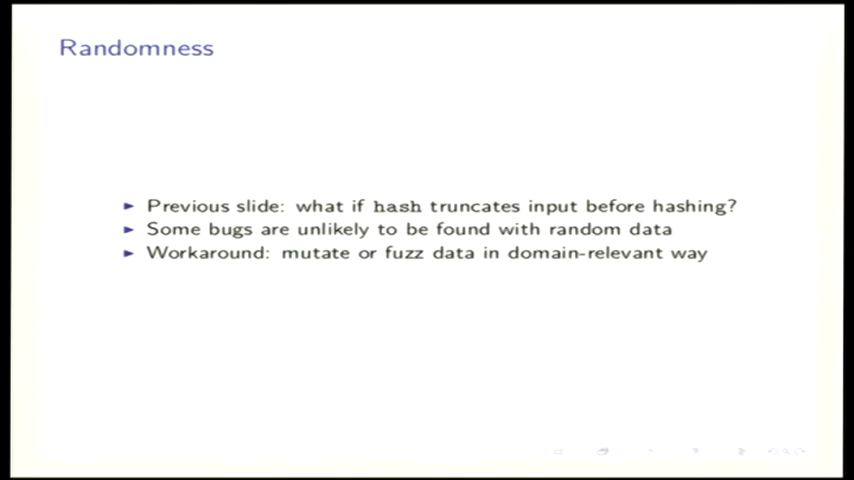 Randomness
Previous slide: what if hash truncates input before hashing?
Some bugs are unlikely to be found with random data
Workaround: mutate or fuzz data in domain-relevant way